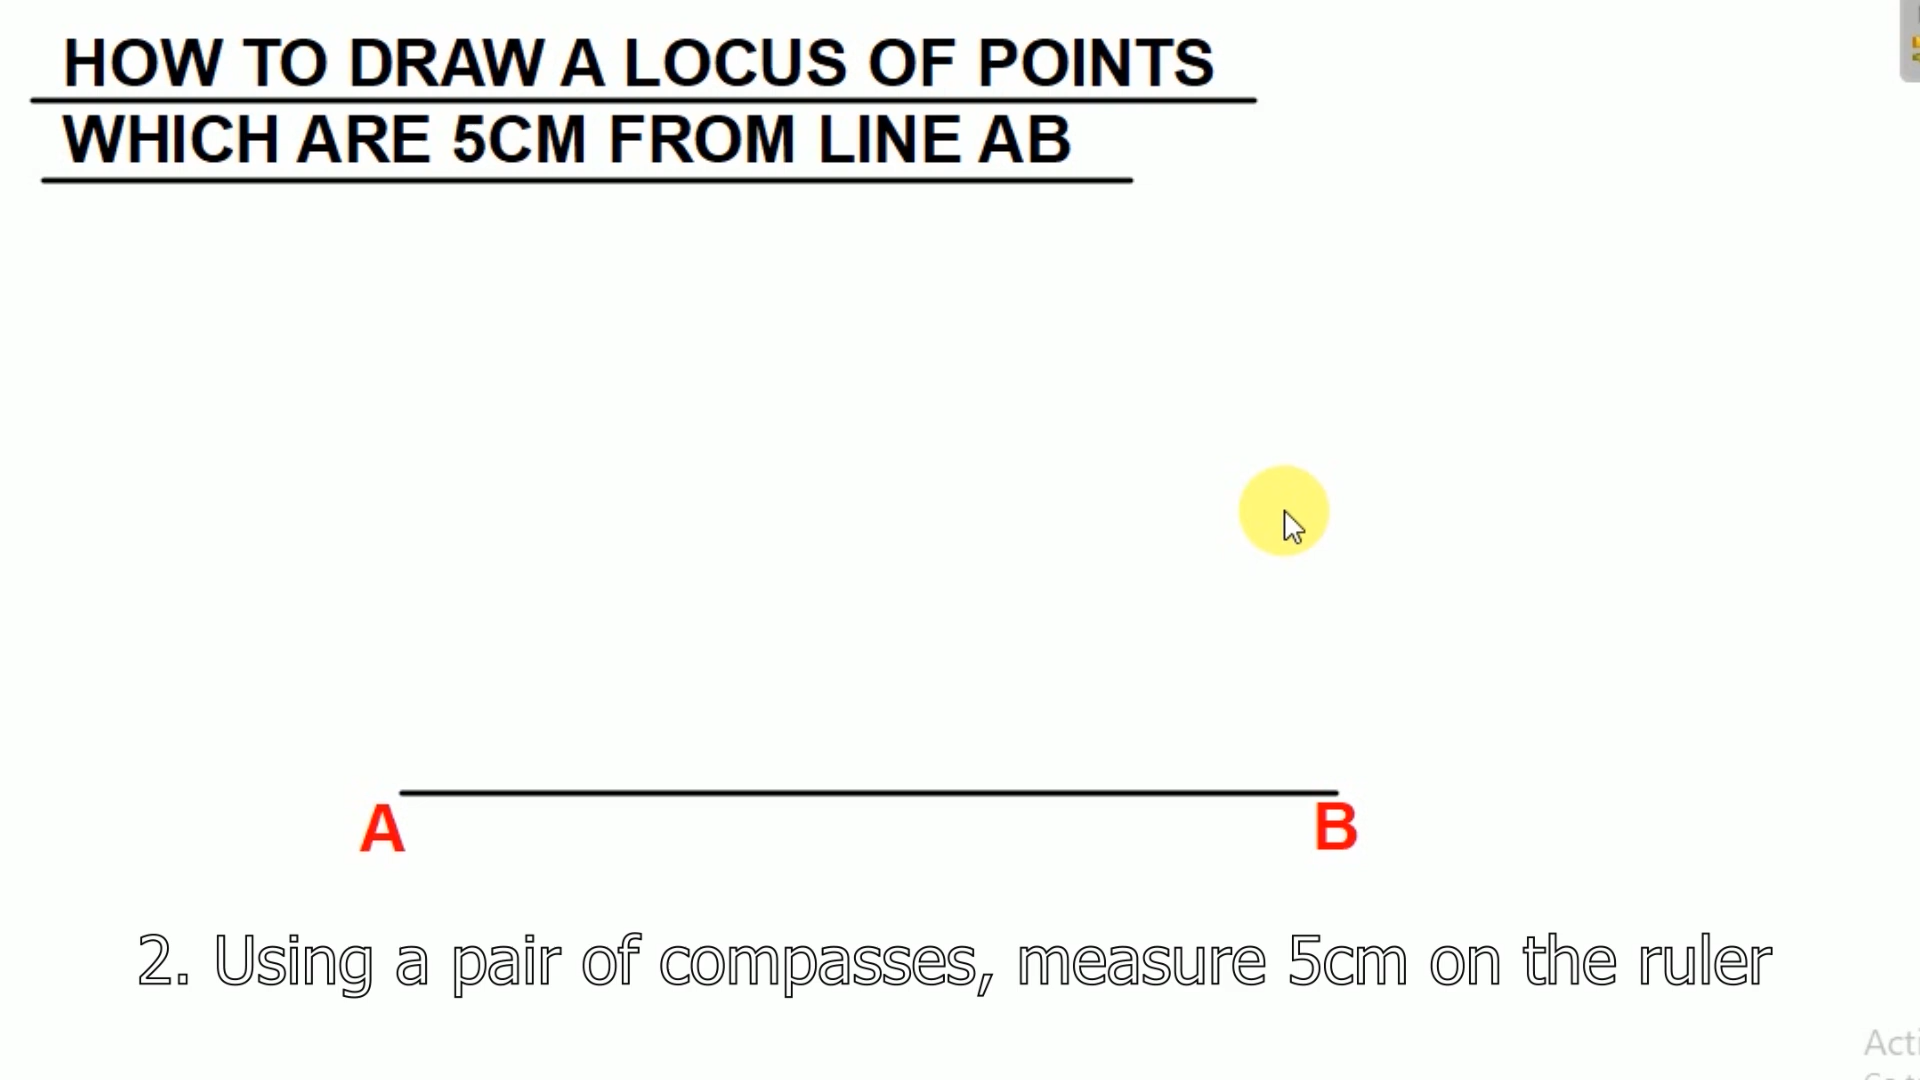 HOW TO DRAW A LOCUS OF POINTS
WHICH ARE 5CM FROM LINE AB
A B
2. Using a pair of compasses, measure 5cm on the ruler